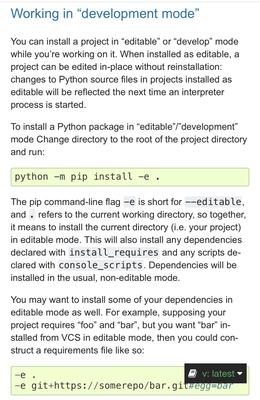 Working in “development mode”
You can install a project in “editable” or “develop” mode
while you’re working on it. When installed as editable, a
project can be edited in-place without reinstallation:
changes to Python source files in projects installed as
editable will be reflected the next time an interpreter
process is started.
To install a Python package in “editable”/”development”
mode Change directory to the root of the project directory
and run:
python -m pip install -e .
The pip command-line flag -e is short for --editable,
and . refers to the current working directory, so together,
it means to install the current directory (i.e. your project)
in editable mode. This will also install any dependencies
declared with install_requires and any scripts de-
clared with console_scripts. Dependencies will be
installed in the usual, non-editable mode.
You may want to install some of your dependencies in
editable mode as well. For example, supposing your
project requires “foo” and “bar”, but you want “bar” in-
stalled from VCS in editable mode, then you could con-
struct a requirements file like so:
v: latest
-e .
-e git+https://somerepo/bar.git#egg=bar